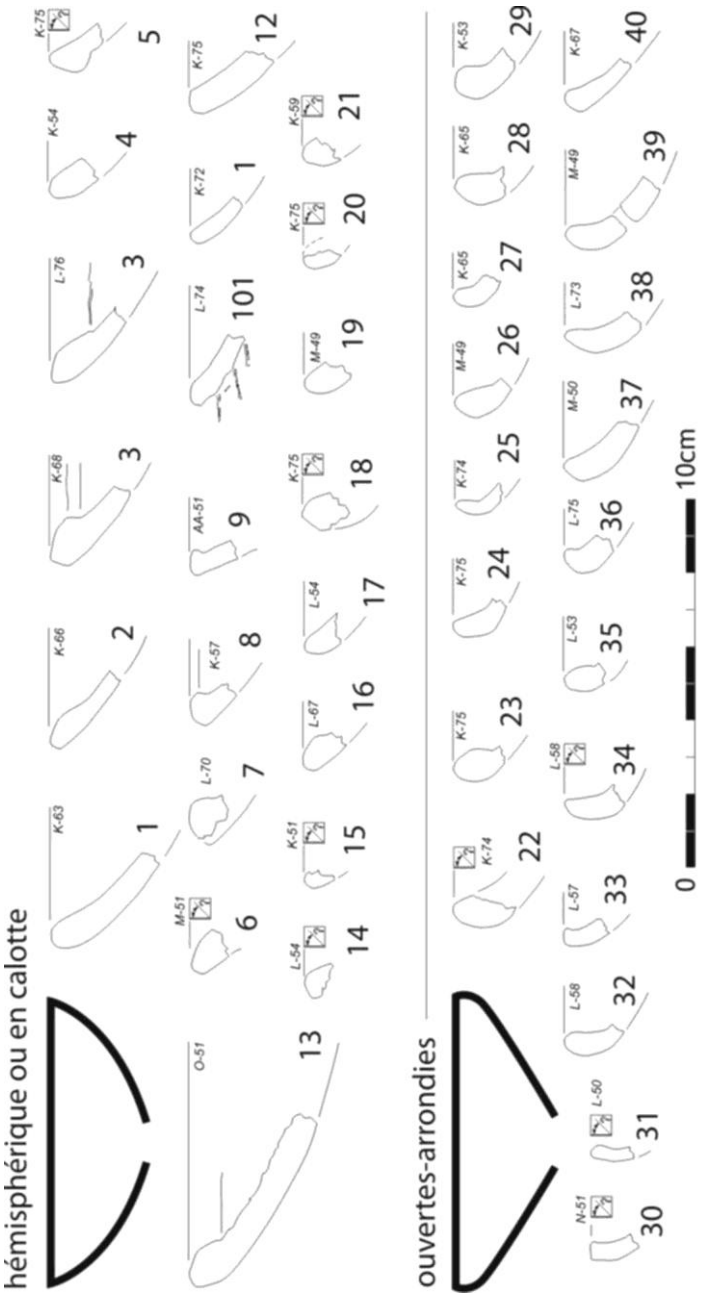 hémisphérique ou en calotte
K-63 K-66 K-68 L-76 K-54 K-75
1 2 3 3 4 5
O-51 M-51 L-70 K-57 AA-51 L-74 K-72 K-75
6 7 8 9 101 1 12
L-54 K-51 L-67 L-54 K-75 M-49 K-75 K-59
13 14 15 16 17 18 19 20 21
ouvertes-arrondies
K-74 K-75 K-75 K-74 M-49 K-65 K-65 K-53
22 23 24 25 26 27 28 29
N-51 L-50 L-58 L-57 L-58 L-53 L-75 M-50 L-73 M-49 K-67
30 31 32 33 34 35 36 37 38 39 40
0 10cm